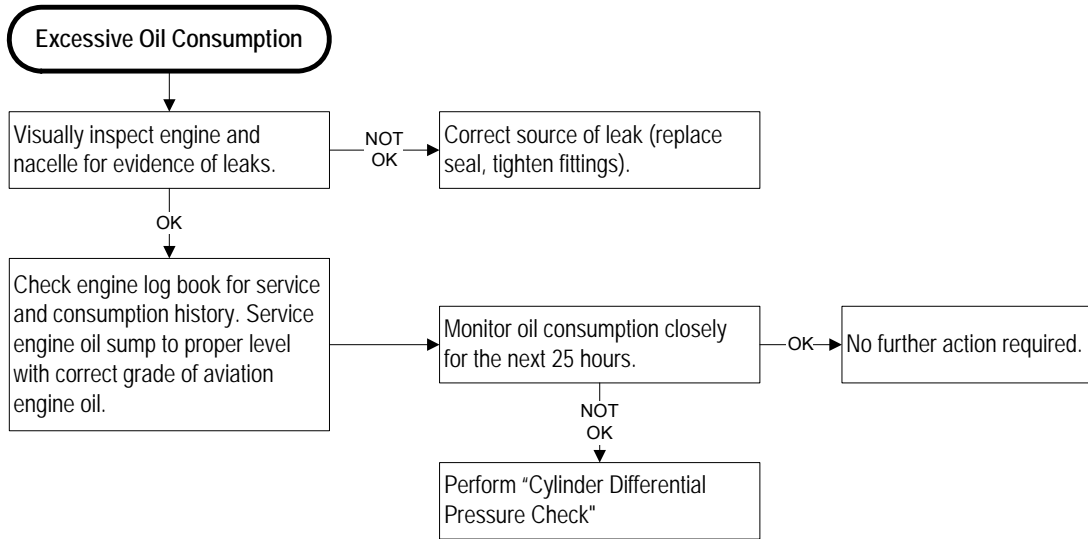 Excessive Oil Consumption
Visually inspect engine and
nacelle for evidence of leaks.
NOT
OK
Correct source of leak (replace
seal, tighten fittings).
OK
Check engine log book for service
and consumption history. Service
engine oil sump to proper level
with correct grade of aviation
engine oil.
Monitor oil consumption closely
for the next 25 hours.
OK
No further action required.
NOT
OK
Perform “Cylinder Differential
Pressure Check"